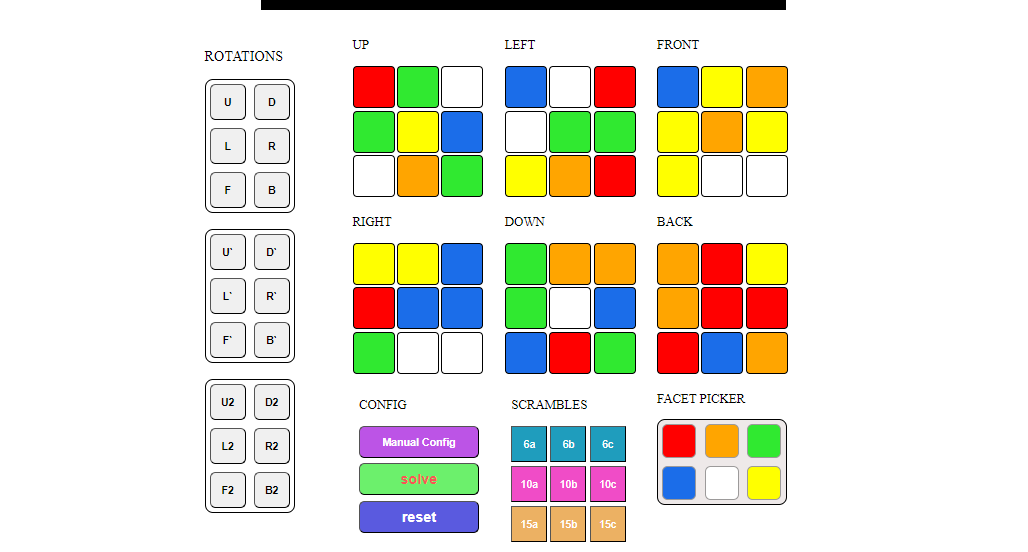 ROTATIONS
U D
L R
F B
U` D`
L` R`
F` B`
U2 D2
L2 R2
F2 B2
UP
LEFT
FRONT
RIGHT
DOWN
BACK
CONFIG
Manual Config
solve
reset
SCRAMBLES
6a 6b 6c
10a 10b 10c
15a 15b 15c
FACET PICKER